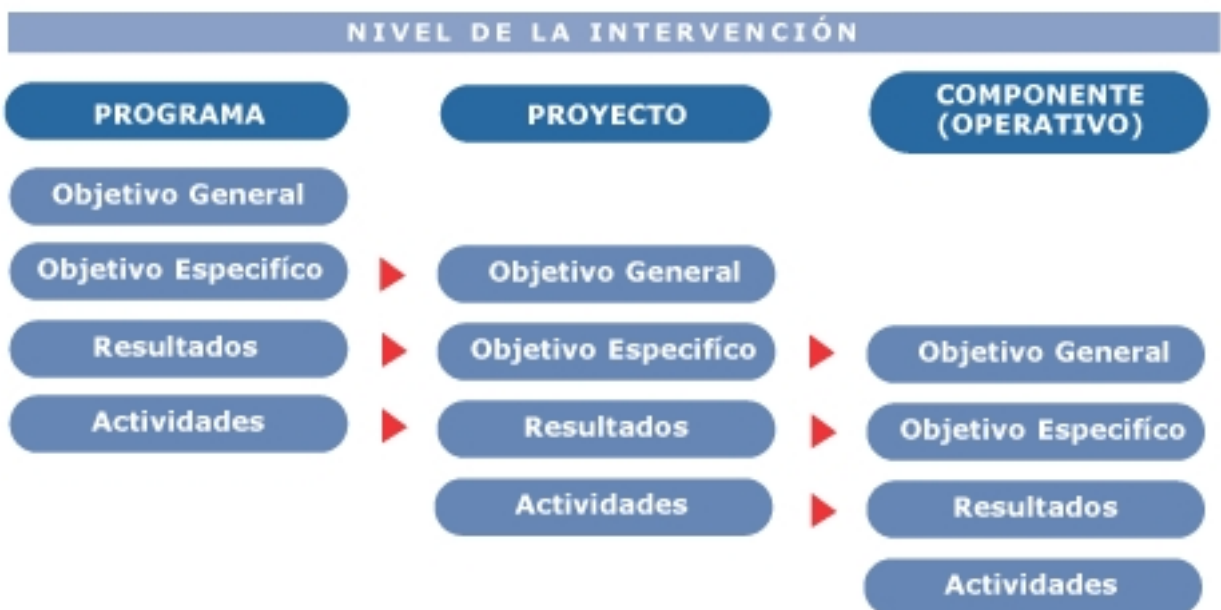 NIVEL DE LA INTERVENCIÓN
PROGRAMA
PROYECTO
COMPONENTE
(OPERATIVO)
Objetivo General
Objetivo Especifíco
Objetivo General
Resultados
Objetivo Especifíco
Objetivo General
Actividades
Resultados
Objetivo Especifíco
Actividades
Resultados
Actividades